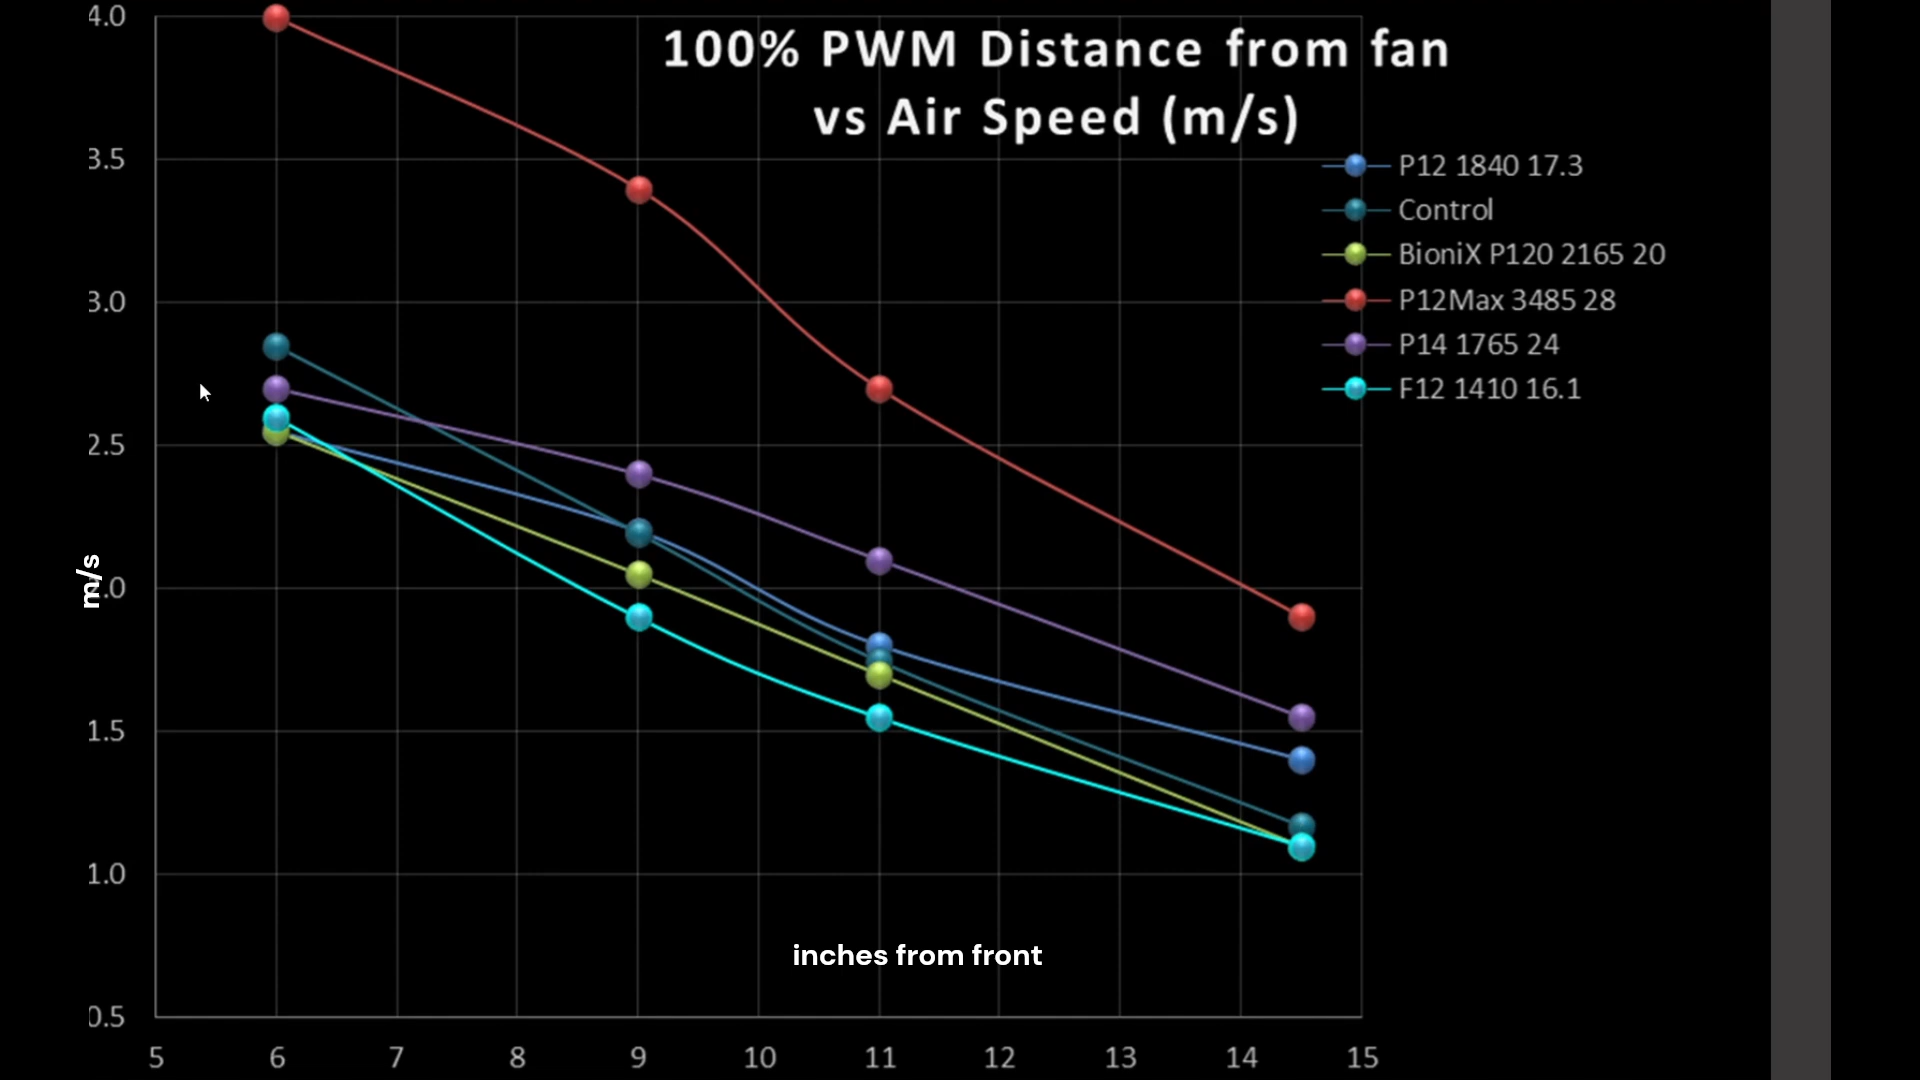 100% PWM Distance from fan
vs Air Speed (m/s)
4.0
3.5
3.0
2.5
2.0
1.5
1.0
0.5
m/s
P12 1840 17.3
Control
BioniX P120 2165 20
P12Max 3485 28
P14 1765 24
F12 1410 16.1
inches from front
5 6 7 8 9 10 11 12 13 14 15